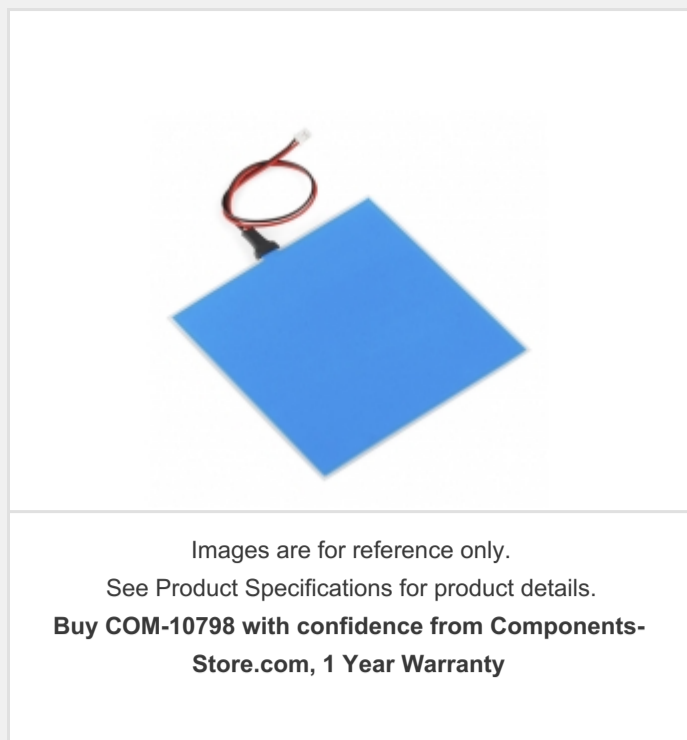 Images are for reference only.
See Product Specifications for product details.
Buy COM-10798 with confidence from Components-
Store.com, 1 Year Warranty